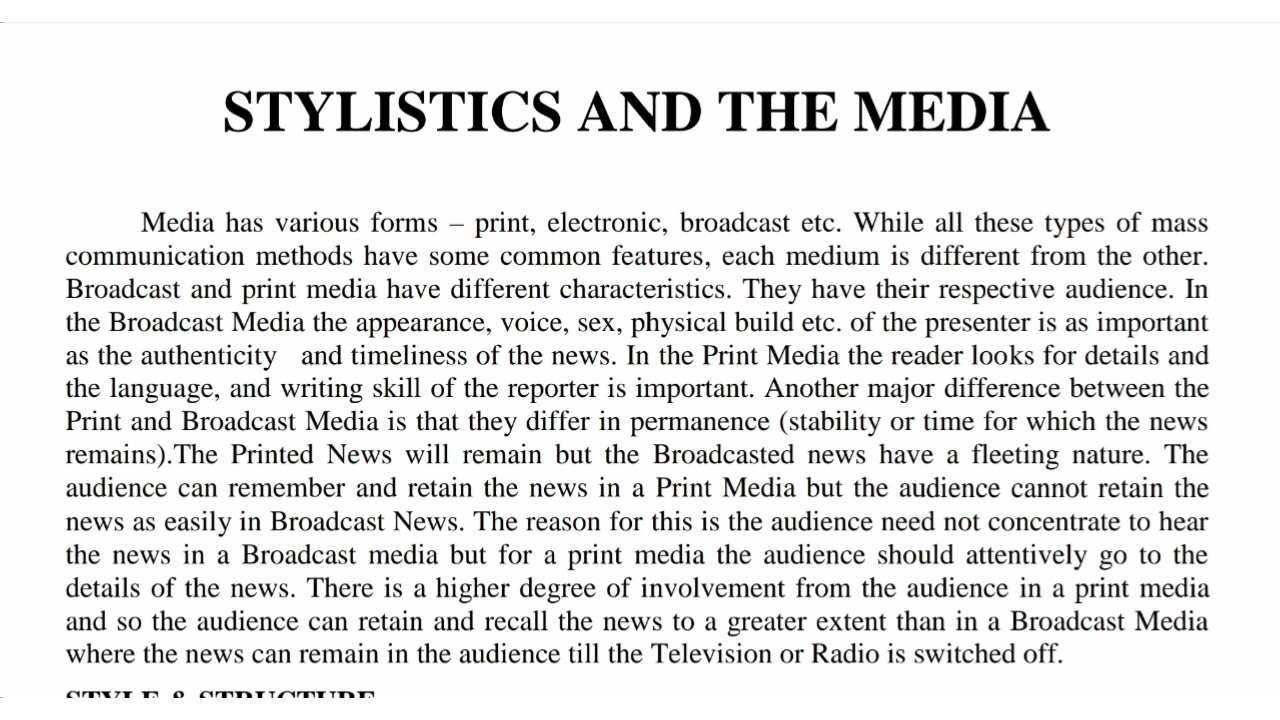 STYLISTICS AND THE MEDIA
Media has various forms – print, electronic, broadcast etc. While all these types of mass
communication methods have some common features, each medium is different from the other.
Broadcast and print media have different characteristics. They have their respective audience. In
the Broadcast Media the appearance, voice, sex, physical build etc. of the presenter is as important
as the authenticity and timeliness of the news. In the Print Media the reader looks for details and
the language, and writing skill of the reporter is important. Another major difference between the
Print and Broadcast Media is that they differ in permanence (stability or time for which the news
remains).The Printed News will remain but the Broadcasted news have a fleeting nature. The
audience can remember and retain the news in a Print Media but the audience cannot retain the
news as easily in Broadcast News. The reason for this is the audience need not concentrate to hear
the news in a Broadcast media but for a print media the audience should attentively go to the
details of the news. There is a higher degree of involvement from the audience in a print media
and so the audience can retain and recall the news to a greater extent than in a Broadcast Media
where the news can remain in the audience till the Television or Radio is switched off.
STYLE & STRUCTURE